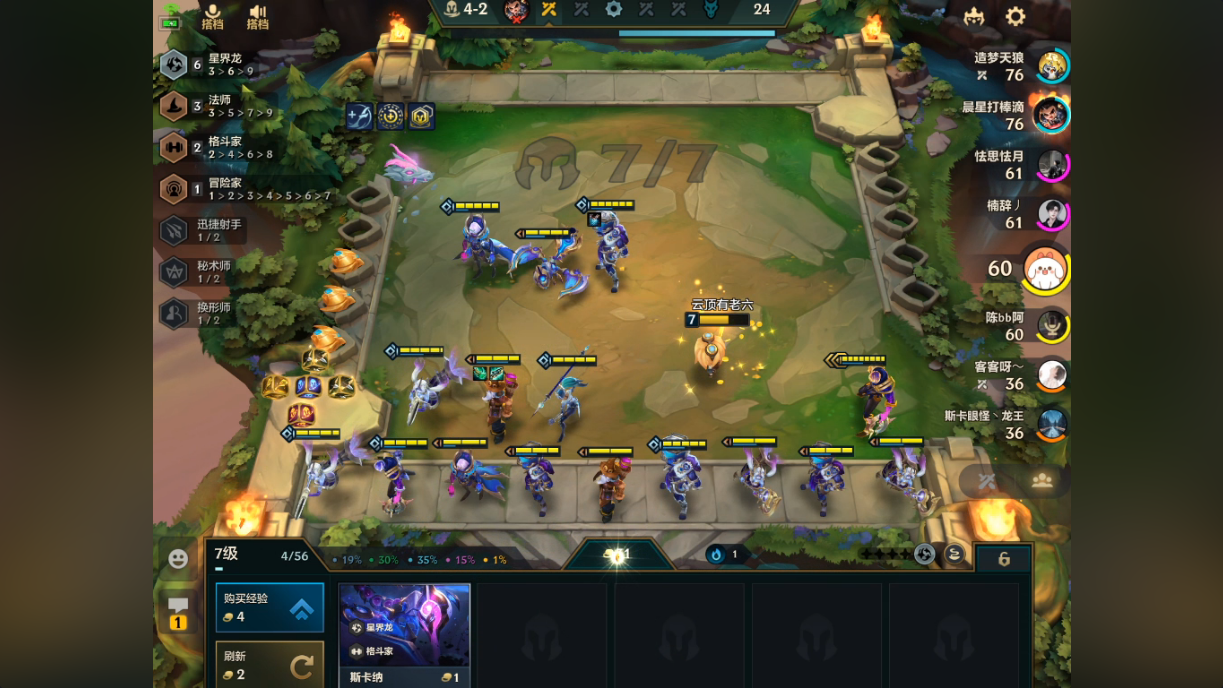 搭档
搭档
4-2
24
6 星界龙
3 > 6 > 9
3 法师
3 > 5 > 7 > 9
2 格斗家
2 > 4 > 6 > 8
1 冒险家
1 > 2 > 3 > 4 > 5 > 6 > 7
迅捷射手
1 / 2
秘术师
1 / 2
换形师
1 / 2
7/7
造梦天狼
76
晨星打棒滴
76
怯思怯月
61
楠辞丿
61
60
陈bb阿
60
客客呀～
36
斯卡眼怪丶龙王
36
云顶有老六
7
7级
4/56
19%
30%
35%
15%
1%
1
1
购买经验
4
刷新
2
星界龙
格斗家
斯卡纳
1